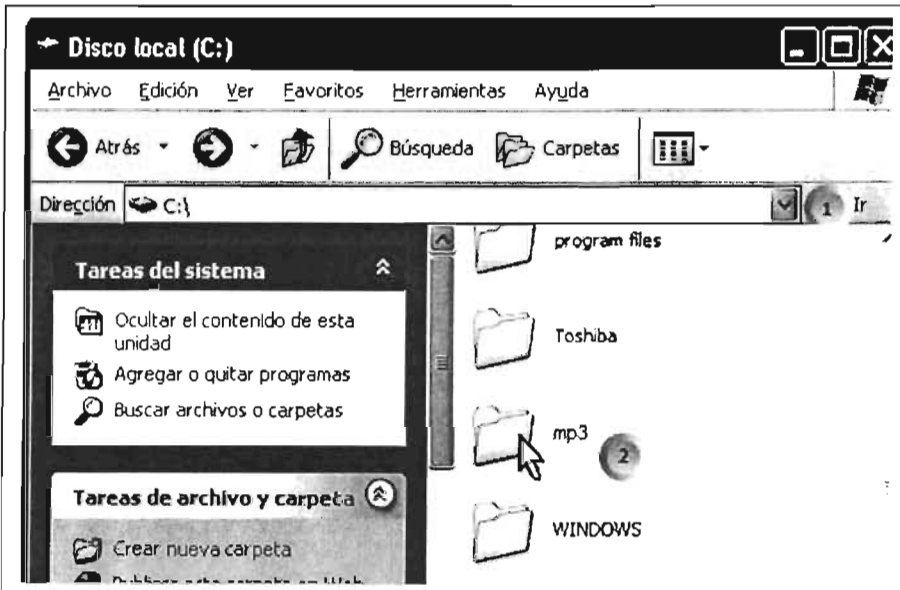 Disco local (C:)
Archivo Edición Ver Favoritos Herramientas Ayuda
Atrás Búsqueda Carpetas
Dirección C:\ 1 Ir
Tareas del sistema
Ocultar el contenido de esta
unidad
Agregar o quitar programas
Buscar archivos o carpetas
Tareas de archivo y carpeta
Crear nueva carpeta
program files
Toshiba
mp3 2
WINDOWS